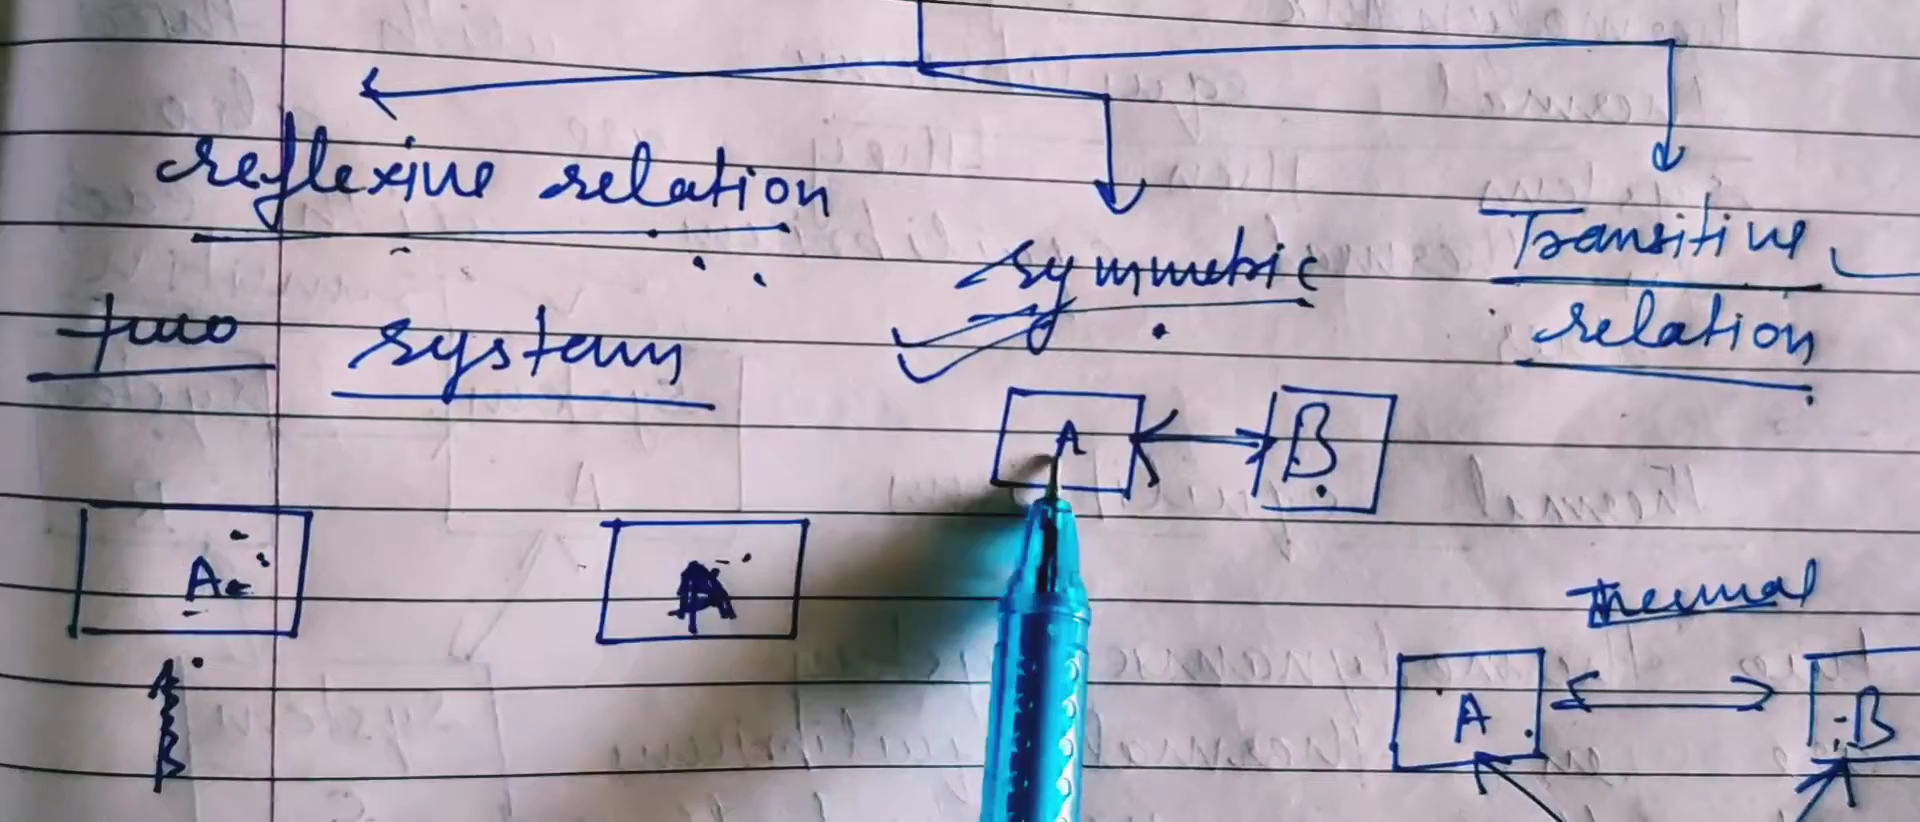 reflexive relation
symmetric
Transitive
relation
two system
A B
A A
Thermal
A B